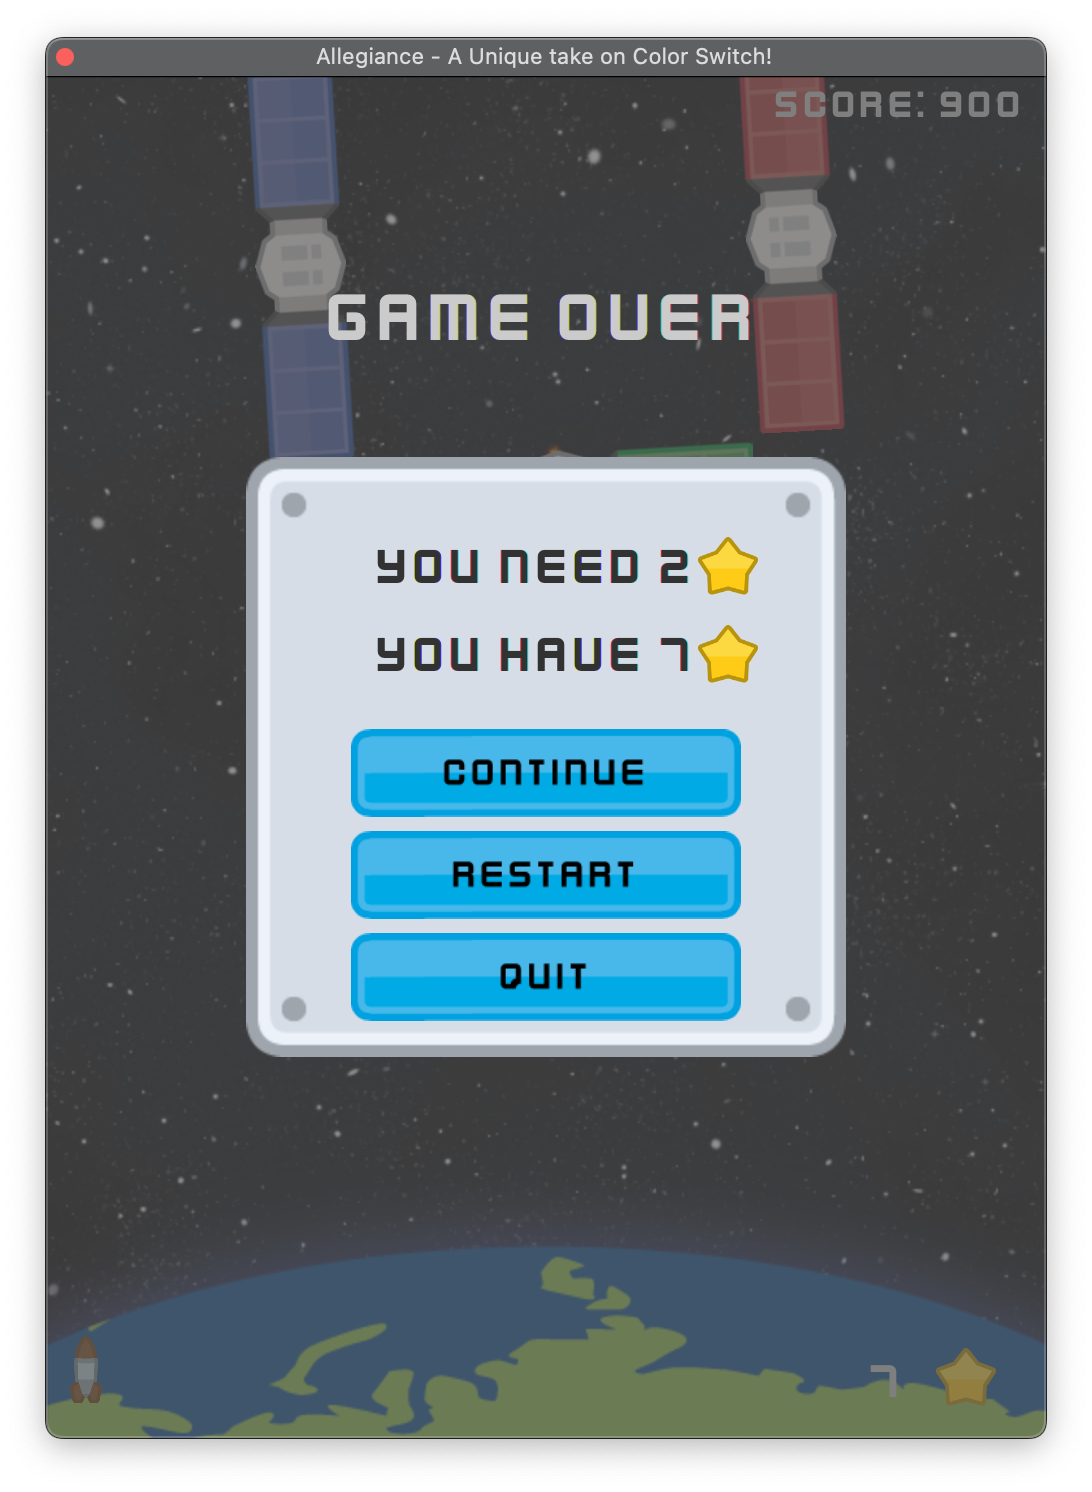 Allegiance - A Unique take on Color Switch!
SCORE: 900
GAME OVER
YOU NEED 2
YOU HAVE 7
CONTINUE
RESTART
QUIT
7